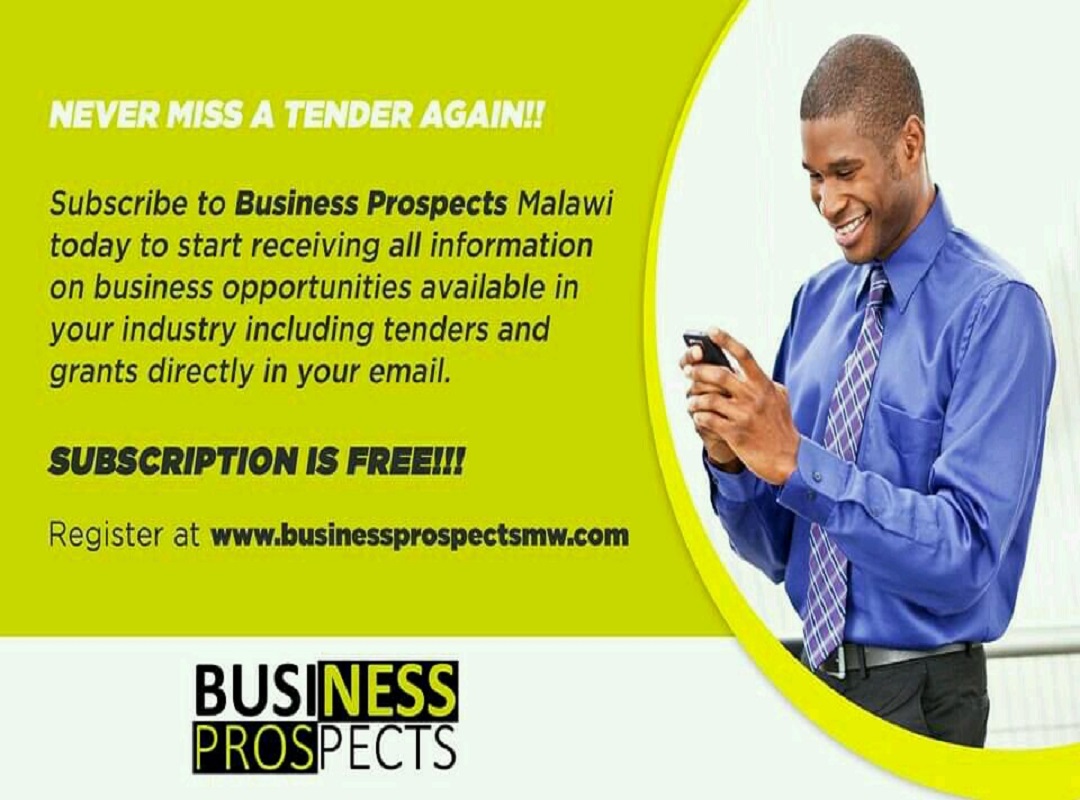 NEVER MISS A TENDER AGAIN!!
Subscribe to Business Prospects Malawi
today to start receiving all information
on business opportunities available in
your industry including tenders and
grants directly in your email.
SUBSCRIPTION IS FREE!!!
Register at www.businessprospectsmw.com
BUSINESS
PROSPECTS